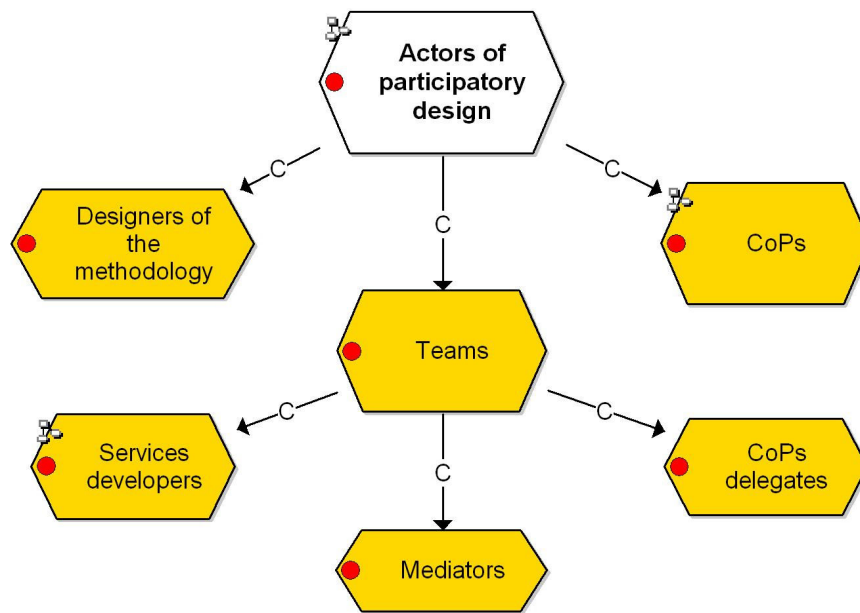 Actors of
participatory
design
C
C
C
Designers of
the
methodology
CoPs
Teams
C
C
C
Services
developers
CoPs
delegates
Mediators